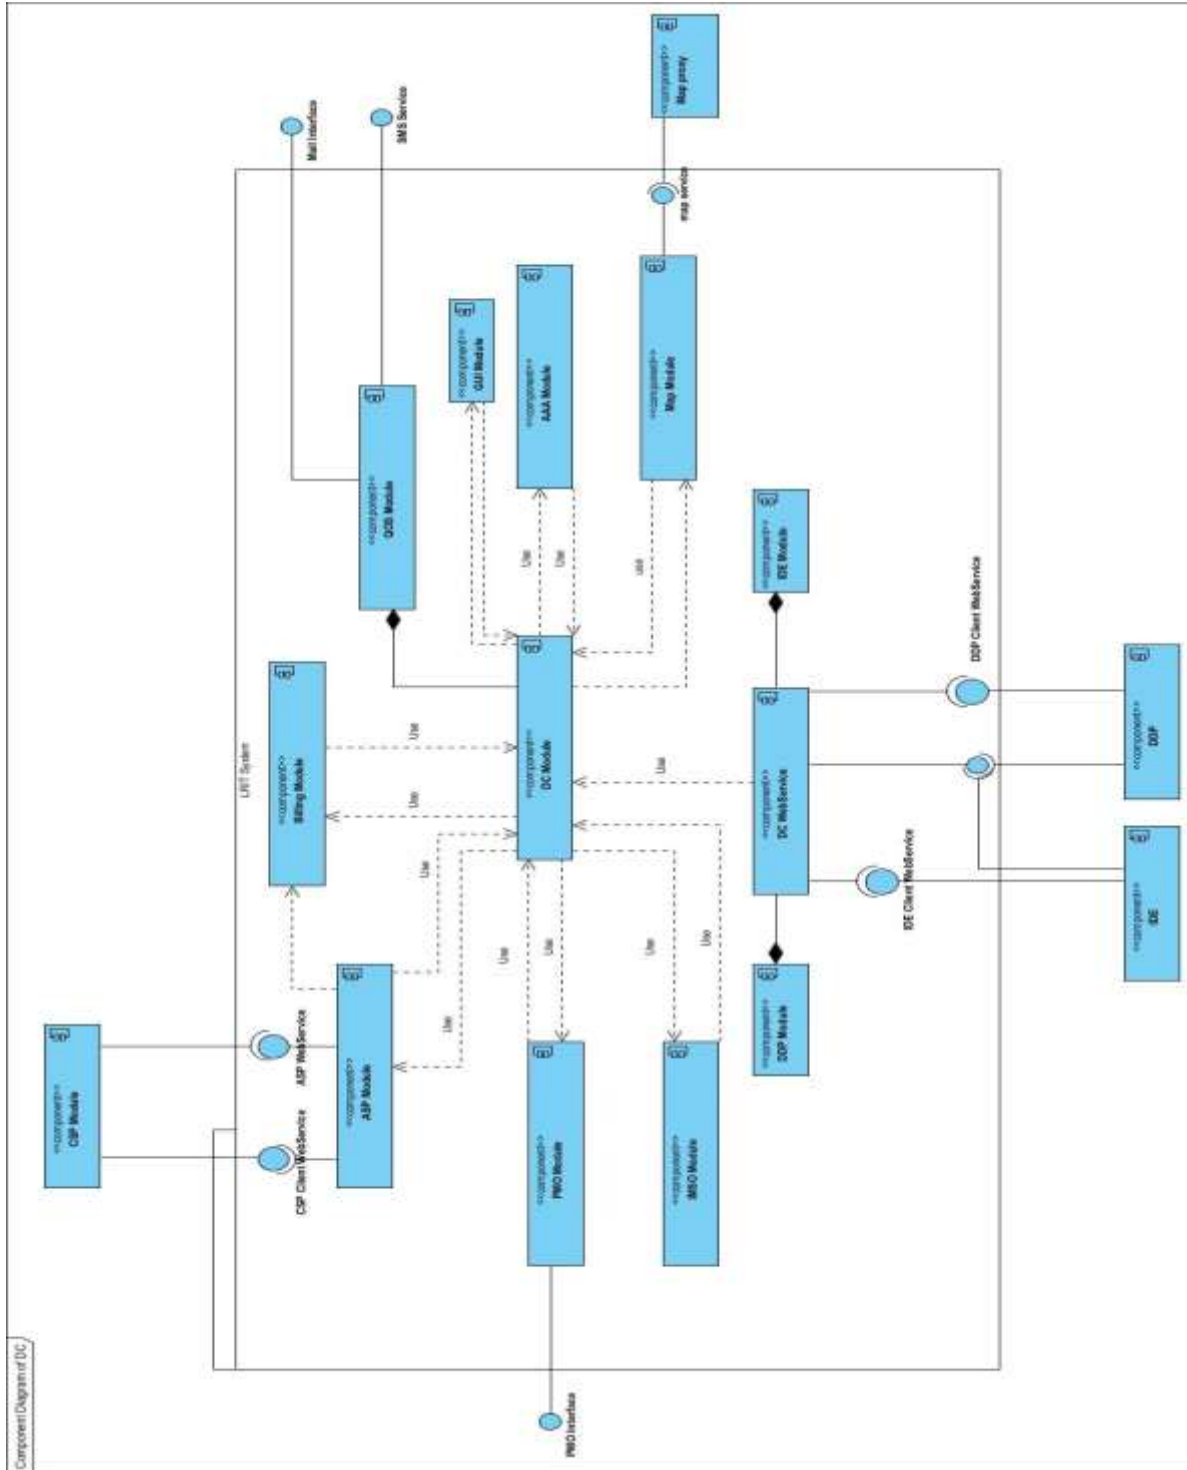 Component Diagram of DC
<<component>>
CSP Module
CSP Client WebService
ASP WebService
LRIT System
<<component>>
Billing Module
Mail Interface
<<component>>
ASP Module
<<component>>
Module
SMS Service
Use
Use
Use
Use
<<component>>
GUI Module
Use
Use
<<component>>
PMO Module
<<component>>
DC Module
Use
Use
<<component>>
AAA Module
PMO Interface
Use
Use
use
<<component>>
Map Module
map service
<<component>>
Map proxy
<<component>>
IMSO Module
Use
<<component>>
DDP Module
<<component>>
DC WebService
<<component>>
IDE Module
IDE Client WebService
DDP Client WebService
<<component>>
IDE
<<component>>
DDP